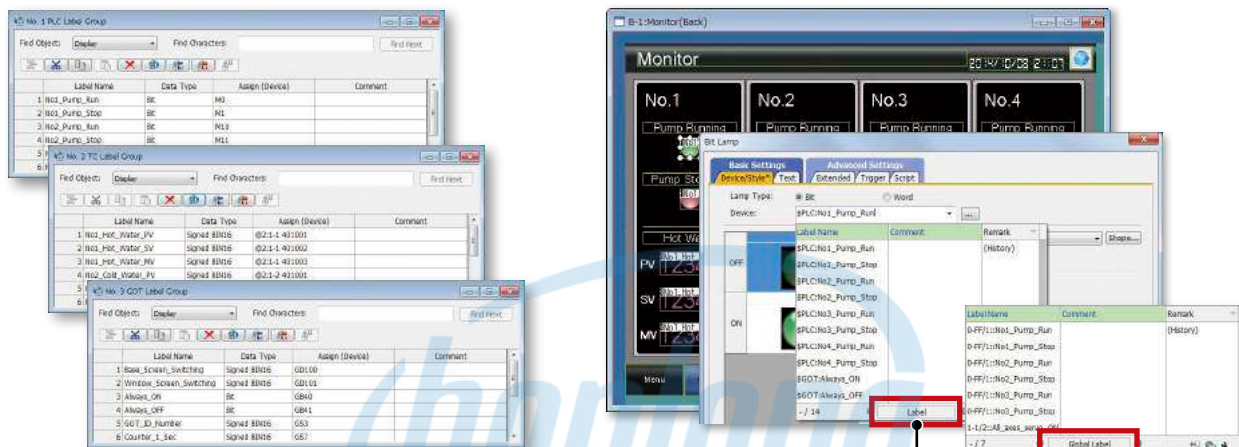 No. 1 PLC Label Group
Find Object: Display Find Characters: Find Next
Label Name Data Type Assign (Device) Comment
1 No1_Pump_Run Bit M0
2 No1_Pump_Stop Bit M1
3 No2_Pump_Run Bit M10
4 No2_Pump_Stop Bit M11
5
6
No. 2 TC Label Group
Find Object: Display Find Characters: Find Next
Label Name Data Type Assign (Device) Comment
1 No1_Hot_Water_PV Signed BIN16 @2:1-1 401001
2 No1_Hot_Water_SV Signed BIN16 @2:1-1 401002
3 No1_Hot_Water_MV Signed BIN16 @2:1-1 401003
4 No2_Cold_Water_PV Signed BIN16 @2:1-2 401001
5
6
No. 3 GOT Label Group
Find Object: Display Find Characters: Find Next
Label Name Data Type Assign (Device) Comment
1 Base_Screen_Switching Signed BIN16 GD100
2 Window_Screen_Switching Signed BIN16 GD101
3 Always_ON Bit GB40
4 Always_OFF Bit GB41
5 GOT_ID_Number Signed BIN16 GS3
6 Counter_1_Sec Signed BIN16 GS7
B-1:Monitor(Back)
Monitor
No.1 No.2 No.3 No.4
Pump Running Pump Running Pump Running Pump Running
Pump Sto
Hot Wa
PV
SV
MV
Menu
Bit Lamp
Basic Settings Advanced Settings
Device/Style* Text Extended Trigger Script
Lamp Type: Bit Word
Device: $PLC:No1_Pump_Run
Shape...
OFF
ON
Label Name Comment Remark
$PLC:No1_Pump_Run (History)
$PLC:No1_Pump_Stop
$PLC:No2_Pump_Run
$PLC:No2_Pump_Stop
$PLC:No3_Pump_Run
$PLC:No3_Pump_Stop
$PLC:No4_Pump_Run
$PLC:No4_Pump_Stop
$GOT:Always_ON
$GOT:Always_OFF
- / 14 Label
Label Name Comment Remark
0-FF/1::No1_Pump_Run (History)
0-FF/1::No1_Pump_Stop
0-FF/1::No2_Pump_Run
0-FF/1::No2_Pump_Stop
0-FF/1::No3_Pump_Run
0-FF/1::No3_Pump_Stop
- / 7 Global Label